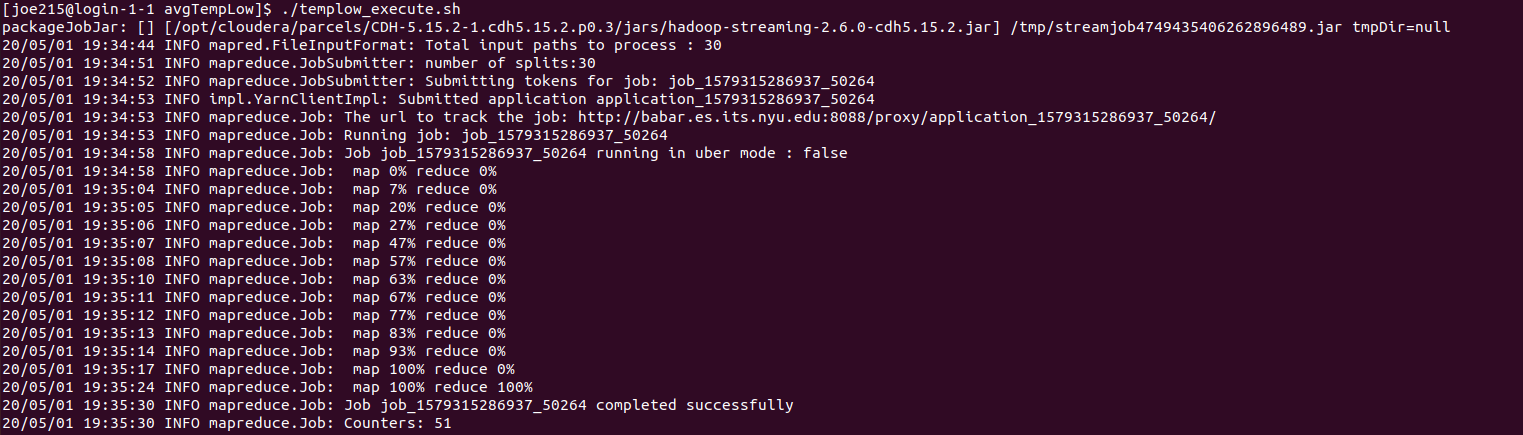 [joe215@login-1-1 avgTempLow]$ ./templow_execute.sh
packageJobJar: [] [/opt/cloudera/parcels/CDH-5.15.2-1.cdh5.15.2.p0.3/jars/hadoop-streaming-2.6.0-cdh5.15.2.jar] /tmp/streamjob4749435406262896489.jar tmpDir=null
20/05/01 19:34:44 INFO mapred.FileInputFormat: Total input paths to process : 30
20/05/01 19:34:51 INFO mapreduce.JobSubmitter: number of splits:30
20/05/01 19:34:52 INFO mapreduce.JobSubmitter: Submitting tokens for job: job_1579315286937_50264
20/05/01 19:34:53 INFO impl.YarnClientImpl: Submitted application application_1579315286937_50264
20/05/01 19:34:53 INFO mapreduce.Job: The url to track the job: http://babar.es.its.nyu.edu:8088/proxy/application_1579315286937_50264/
20/05/01 19:34:53 INFO mapreduce.Job: Running job: job_1579315286937_50264
20/05/01 19:34:58 INFO mapreduce.Job: Job job_1579315286937_50264 running in uber mode : false
20/05/01 19:34:58 INFO mapreduce.Job:  map 0% reduce 0%
20/05/01 19:35:04 INFO mapreduce.Job:  map 7% reduce 0%
20/05/01 19:35:05 INFO mapreduce.Job:  map 20% reduce 0%
20/05/01 19:35:06 INFO mapreduce.Job:  map 27% reduce 0%
20/05/01 19:35:07 INFO mapreduce.Job:  map 47% reduce 0%
20/05/01 19:35:08 INFO mapreduce.Job:  map 57% reduce 0%
20/05/01 19:35:10 INFO mapreduce.Job:  map 63% reduce 0%
20/05/01 19:35:11 INFO mapreduce.Job:  map 67% reduce 0%
20/05/01 19:35:12 INFO mapreduce.Job:  map 77% reduce 0%
20/05/01 19:35:13 INFO mapreduce.Job:  map 83% reduce 0%
20/05/01 19:35:14 INFO mapreduce.Job:  map 93% reduce 0%
20/05/01 19:35:17 INFO mapreduce.Job:  map 100% reduce 0%
20/05/01 19:35:24 INFO mapreduce.Job:  map 100% reduce 100%
20/05/01 19:35:30 INFO mapreduce.Job: Job job_1579315286937_50264 completed successfully
20/05/01 19:35:30 INFO mapreduce.Job: Counters: 51